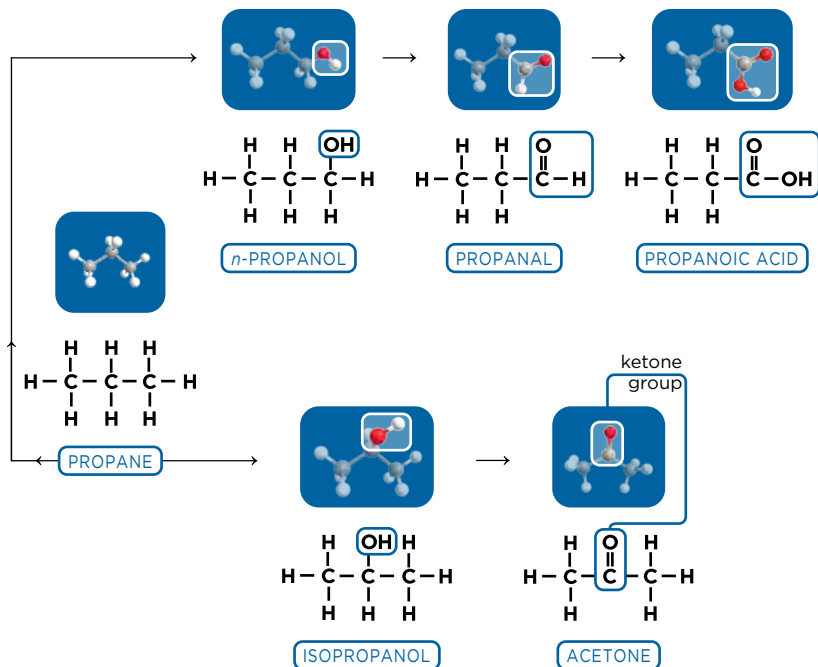 OH
H H
H C C C H
H H H
n-PROPANOL
H H O
H C C C H
H H
PROPANAL
H H O
H C C C OH
H H
PROPANOIC ACID
H H H
H C C C H
H H H
PROPANE
ketone
group
H OH H
H C C C H
H H H
ISOPROPANOL
H O H
H C C C H
H H
ACETONE